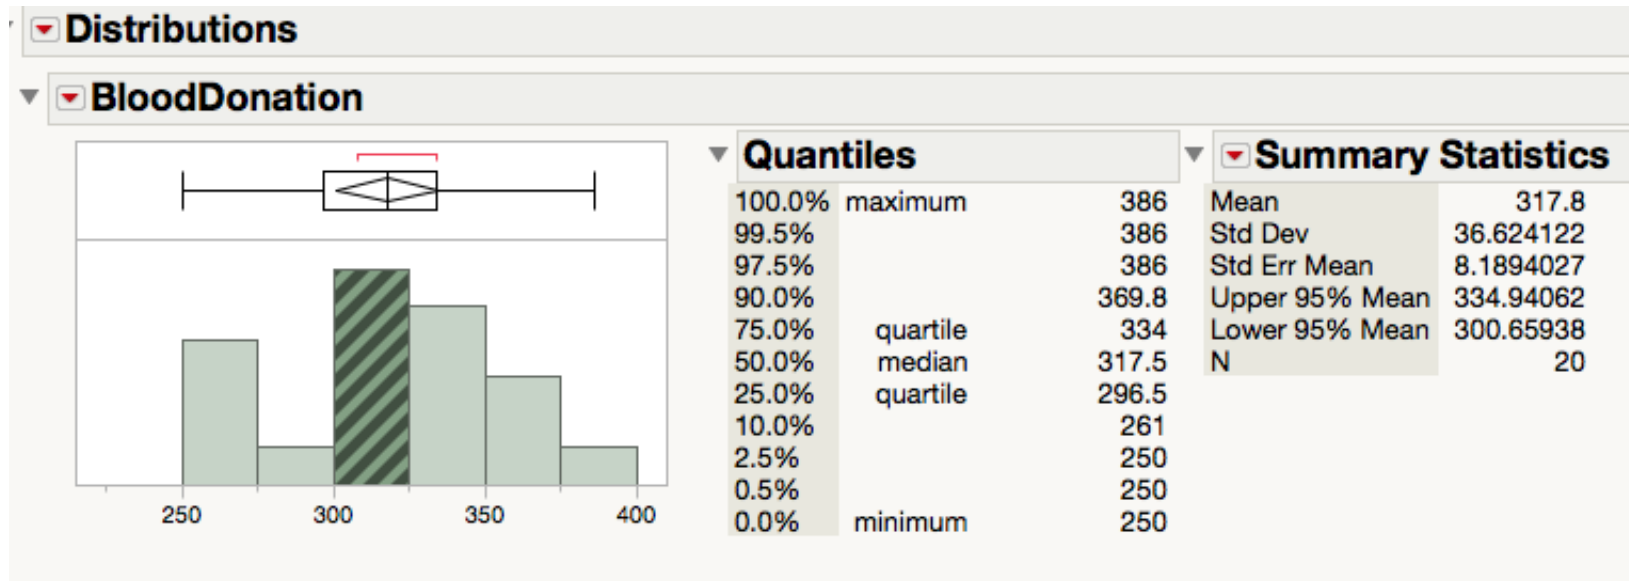 Distributions
BloodDonation
250 300 350 400
Quantiles
100.0% maximum 386
99.5% 386
97.5% 386
90.0% 369.8
75.0% quartile 334
50.0% median 317.5
25.0% quartile 296.5
10.0% 261
2.5% 250
0.5% 250
0.0% minimum 250
Summary Statistics
Mean 317.8
Std Dev 36.624122
Std Err Mean 8.1894027
Upper 95% Mean 334.94062
Lower 95% Mean 300.65938
N 20